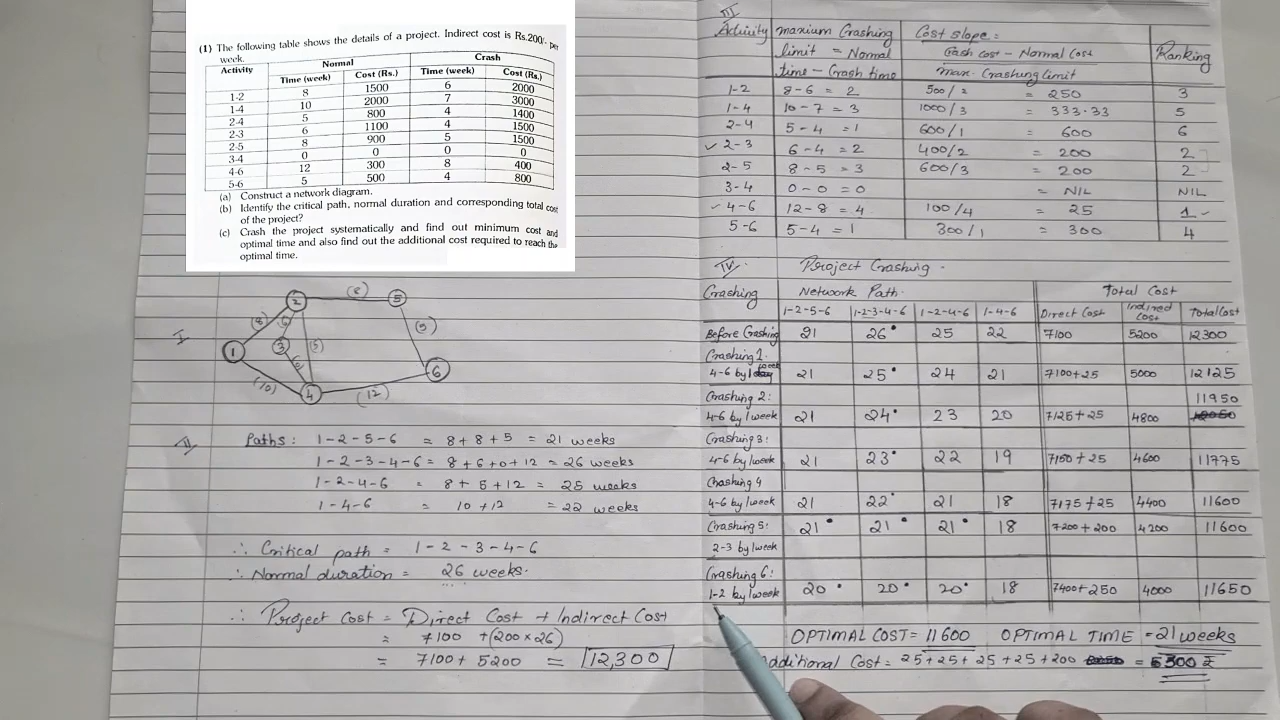 (1) The following table shows the details of a project. Indirect cost is Rs.200/- per
week.
Activity Normal Crash
Time (week) Cost (Rs.) Time (week) Cost (Rs.)
1-2 8 1500 6 2000
1-4 10 2000 7 3000
2-4 5 800 4 1400
2-3 6 1100 4 1500
2-5 8 900 5 1500
3-4 0 0 0 0
4-6 12 300 8 400
5-6 5 500 4 800
(a) Construct a network diagram.
(b) Identify the critical path, normal duration and corresponding total cost
of the project?
(c) Crash the project systematically and find out minimum cost and
optimal time and also find out the additional cost required to reach the
optimal time.
I
1 2 3 4 5 6
(8) (8) (6) (5) (0) (5) (10) (12)
II
Paths: 1-2-5-6 = 8+8+5 = 21 weeks
1-2-3-4-6 = 8+6+0+12 = 26 weeks
1-2-4-6 = 8+5+12 = 25 weeks
1-4-6 = 10+12 = 22 weeks
∴ Critical path = 1-2-3-4-6
∴ Normal duration = 26 weeks.
∴ Project Cost = Direct Cost + Indirect Cost
= 7100 + (200×26)
= 7100 + 5200 = 12,300
III
Activity maxium Crashing Cost slope = Ranking
limit = Normal Crash cost - Normal Cost
time - Crash time max. Crashing limit
1-2 8-6 = 2 500/2 = 250 3
1-4 10-7 = 3 1000/3 = 333.33 5
2-4 5-4 = 1 600/1 = 600 6
✓ 2-3 6-4 = 2 400/2 = 200 2
2-5 8-5 = 3 600/3 = 200 2
3-4 0-0 = 0 = NIL NIL
✓ 4-6 12-8 = 4 100/4 = 25 1
5-6 5-4 = 1 300/1 = 300 4
IV. Project Crashing.
Crashing Network Path. Total Cost
1-2-5-6 1-2-3-4-6 1-2-4-6 1-4-6 Direct Cost Indirect Cost Total Cost
Before Crashing 21 26• 25 22 7100 5200 12300
Crashing 1.
4-6 by 1 week 21 25• 24 21 7100+25 5000 12125
Crashing 2: 11950
4-6 by 1 week 21 24• 23 20 7125+25 4800
Crashing 3:
4-6 by 1 week 21 23• 22 19 7150+25 4600 11775
Crashing 4
4-6 by 1 week 21 22• 21 18 7175+25 4400 11600
Crashing 5: 21• 21• 21• 18 7200+200 4200 11600
2-3 by 1 week
Crashing 6:
1-2 by 1 week 20• 20• 20• 18 7400+250 4000 11650
OPTIMAL COST = 11600 OPTIMAL TIME = 21 weeks
dditional Cost = 25+25+25+25+200 = 300 ₹